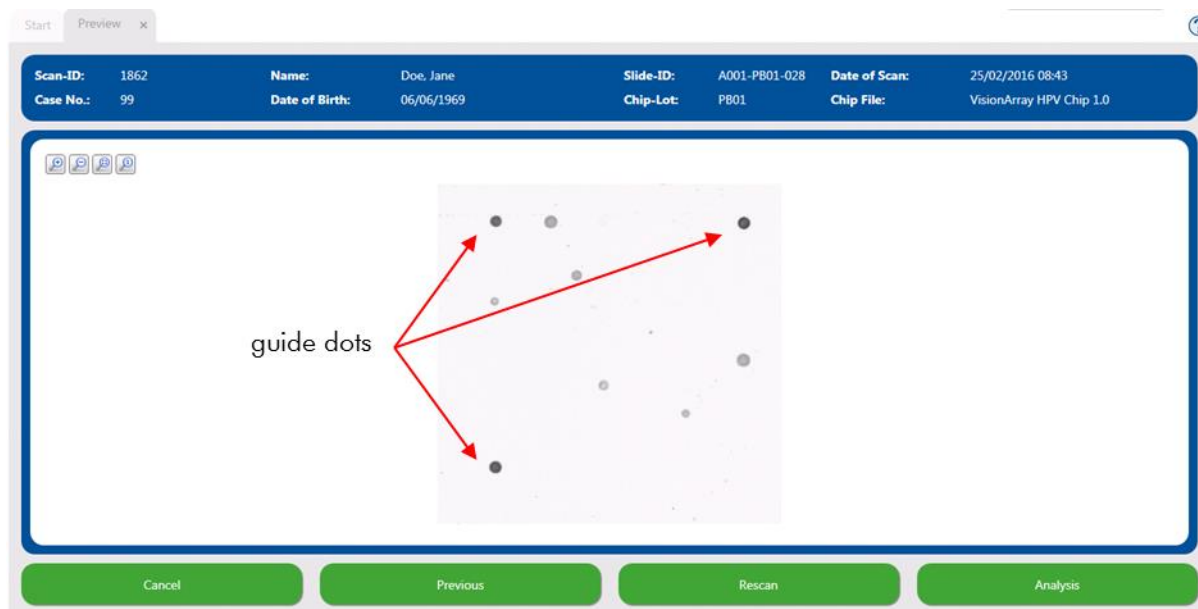 Start Preview ×
Scan-ID: 1862 Name: Doe, Jane Slide-ID: A001-PB01-028 Date of Scan: 25/02/2016 08:43
Case No.: 99 Date of Birth: 06/06/1969 Chip-Lot: PB01 Chip File: VisionArray HPV Chip 1.0
guide dots
Cancel Previous Rescan Analysis